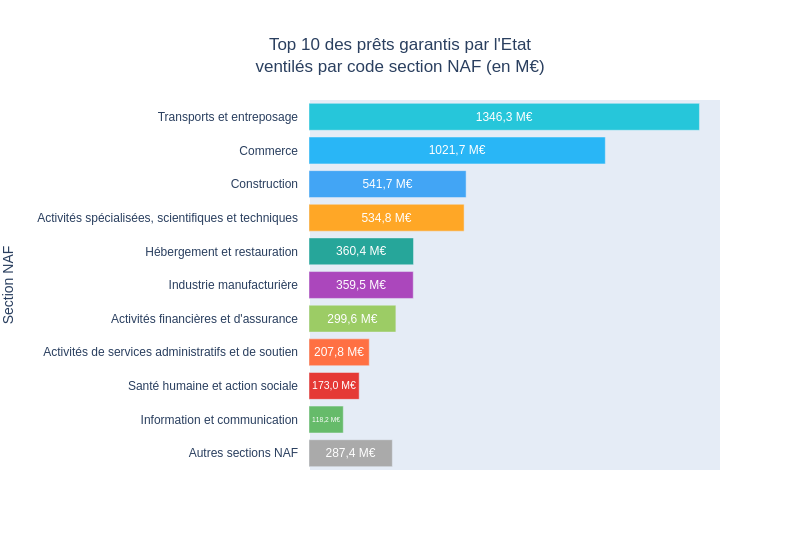 Top 10 des prêts garantis par l'Etat
ventilés par code section NAF (en M€)
Section NAF
Transports et entreposage 1346,3 M€
Commerce 1021,7 M€
Construction 541,7 M€
Activités spécialisées, scientifiques et techniques 534,8 M€
Hébergement et restauration 360,4 M€
Industrie manufacturière 359,5 M€
Activités financières et d'assurance 299,6 M€
Activités de services administratifs et de soutien 207,8 M€
Santé humaine et action sociale 173,0 M€
Information et communication 118,2 M€
Autres sections NAF 287,4 M€